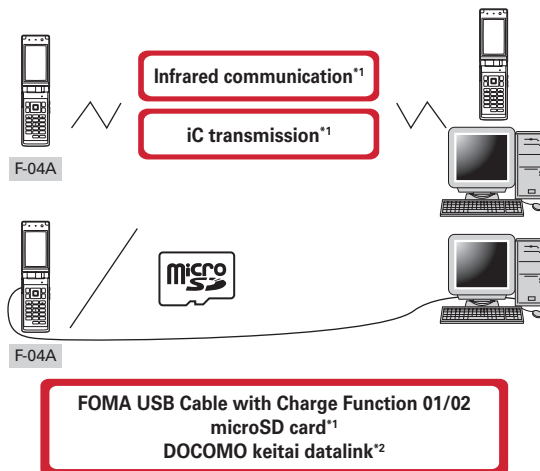 Infrared communication*1
iC transmission*1
F-04A
micro
SD
F-04A
FOMA USB Cable with Charge Function 01/02
microSD card*1
DOCOMO keitai datalink*2